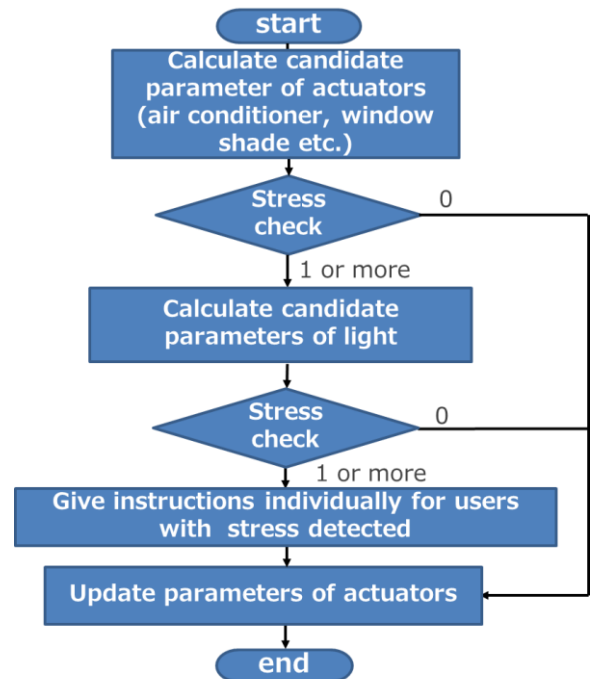 start
Calculate candidate
parameter of actuators
(air conditioner, window
shade etc.)
Stress
check
0
1 or more
Calculate candidate
parameters of light
Stress
check
0
1 or more
Give instructions individually for users
with stress detected
Update parameters of actuators
end